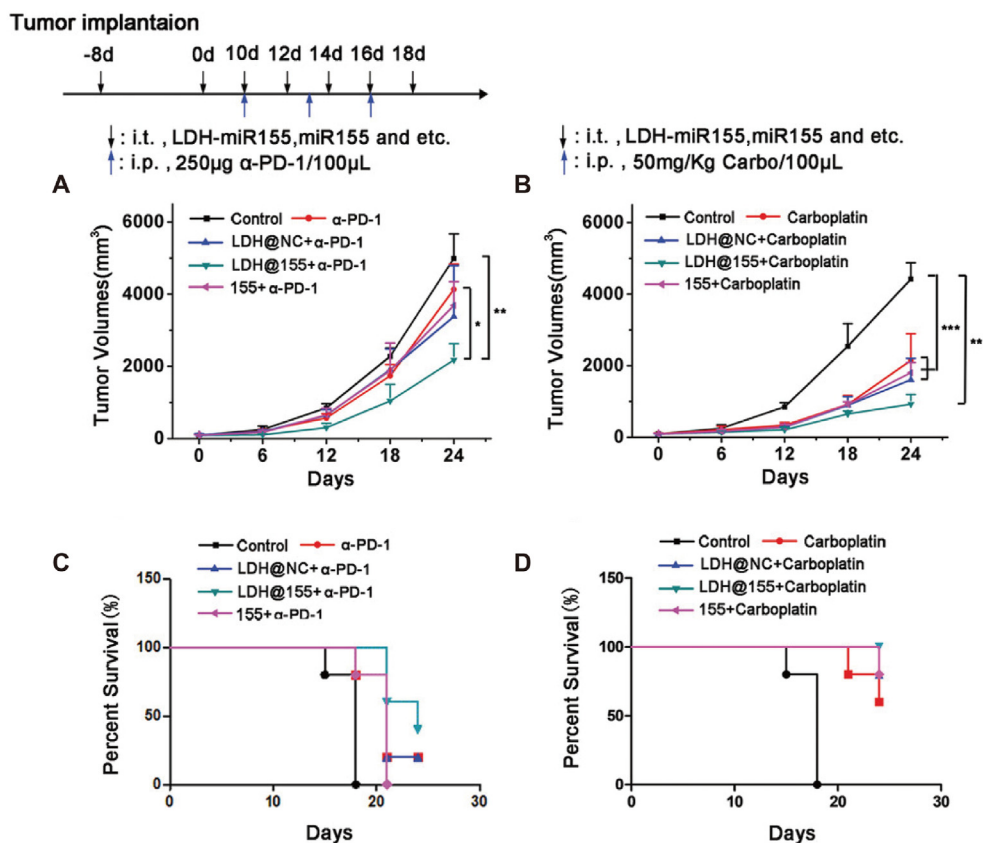 Tumor implantaion
-8d 0d 10d 12d 14d 16d 18d
: i.t. , LDH-miR155,miR155 and etc.
: i.p. , 250μg α-PD-1/100μL
: i.t. , LDH-miR155,miR155 and etc.
: i.p. , 50mg/Kg Carbo/100μL
A
Control α-PD-1
LDH@NC+α-PD-1
LDH@155+α-PD-1
155+α-PD-1
Tumor Volumes(mm³)
6000
4000
2000
0
0 6 12 18 24
Days
* **
B
Control Carboplatin
LDH@NC+Carboplatin
LDH@155+Carboplatin
155+Carboplatin
Tumor Volumes(mm³)
6000
4000
2000
0
0 6 12 18 24
Days
*** **
C
Control α-PD-1
LDH@NC+α-PD-1
LDH@155+α-PD-1
155+α-PD-1
Percent Survival (%)
150
100
50
0
0 10 20 30
Days
D
Control Carboplatin
LDH@NC+Carboplatin
LDH@155+Carboplatin
155+Carboplatin
Percent Survival (%)
150
100
50
0
0 10 20 30
Days